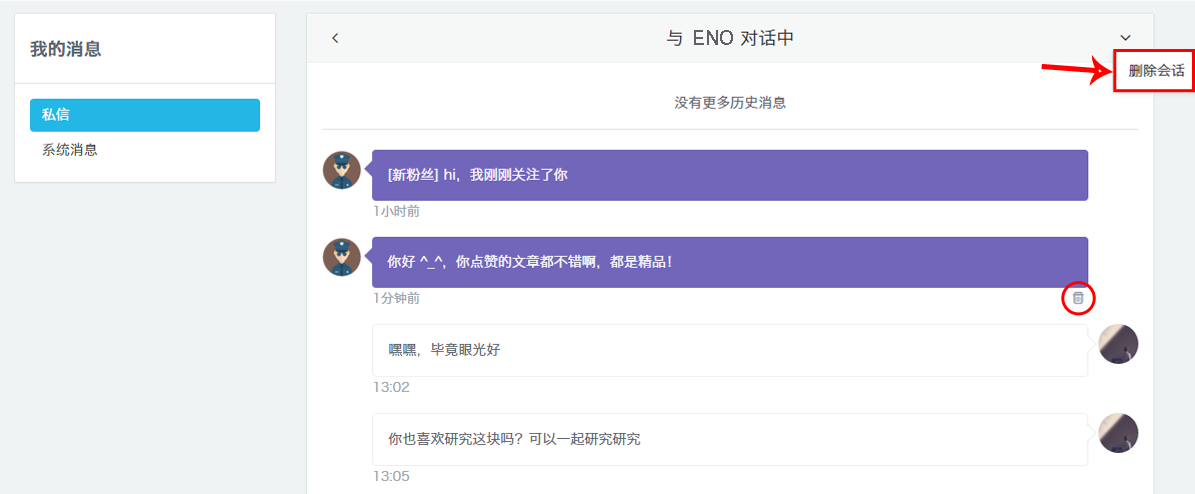 我的消息
私信
系统消息
与 ENO 对话中
删除会话
没有更多历史消息
[新粉丝] hi，我刚刚关注了你
1小时前
你好 ^_^，你点赞的文章都不错啊，都是精品！
1分钟前
嘿嘿，毕竟眼光好
13:02
你也喜欢研究这块吗？可以一起研究研究
13:05